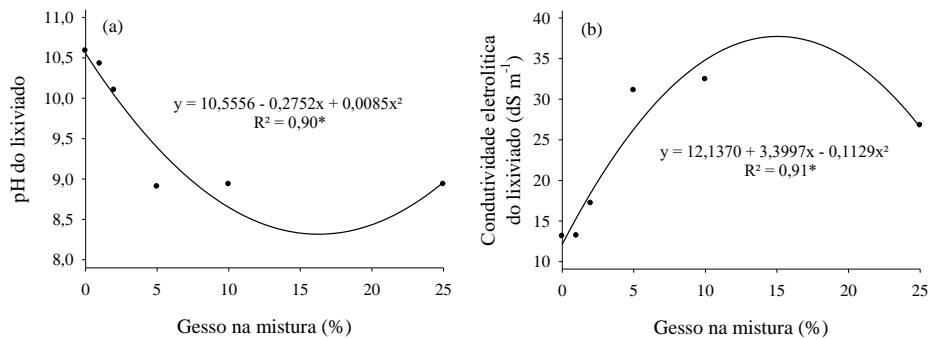 (a)
pH do lixiviado
11,0
10,5
10,0
9,5
9,0
8,5
8,0
y = 10,5556 - 0,2752x + 0,0085x²
R² = 0,90*
0 5 10 15 20 25
Gesso na mistura (%)
(b)
Condutividade eletrolítica
do lixiviado (dS m⁻¹)
40
35
30
25
20
15
10
y = 12,1370 + 3,3997x - 0,1129x²
R² = 0,91*
0 5 10 15 20 25
Gesso na mistura (%)